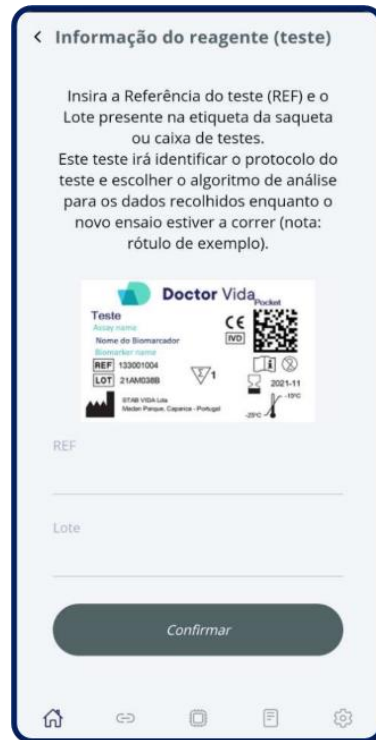 Informação do reagente (teste)
Insira a Referência do teste (REF) e o
Lote presente na etiqueta da saqueta
ou caixa de testes.
Este teste irá identificar o protocolo do
teste e escolher o algoritmo de análise
para os dados recolhidos enquanto o
novo ensaio estiver a correr (nota:
rótulo de exemplo).
Doctor Vida
Pocket
Teste
Assay name
Nome do Biomarcador
Biomarker name
CE
IVD
REF 133001004
LOT 21AM038B
Σ 1
i 2
2021-11
STAB VIDA Lda
Madan Parque, Caparica - Portugal
-15ºC
-25ºC
REF
Lote
Confirmar